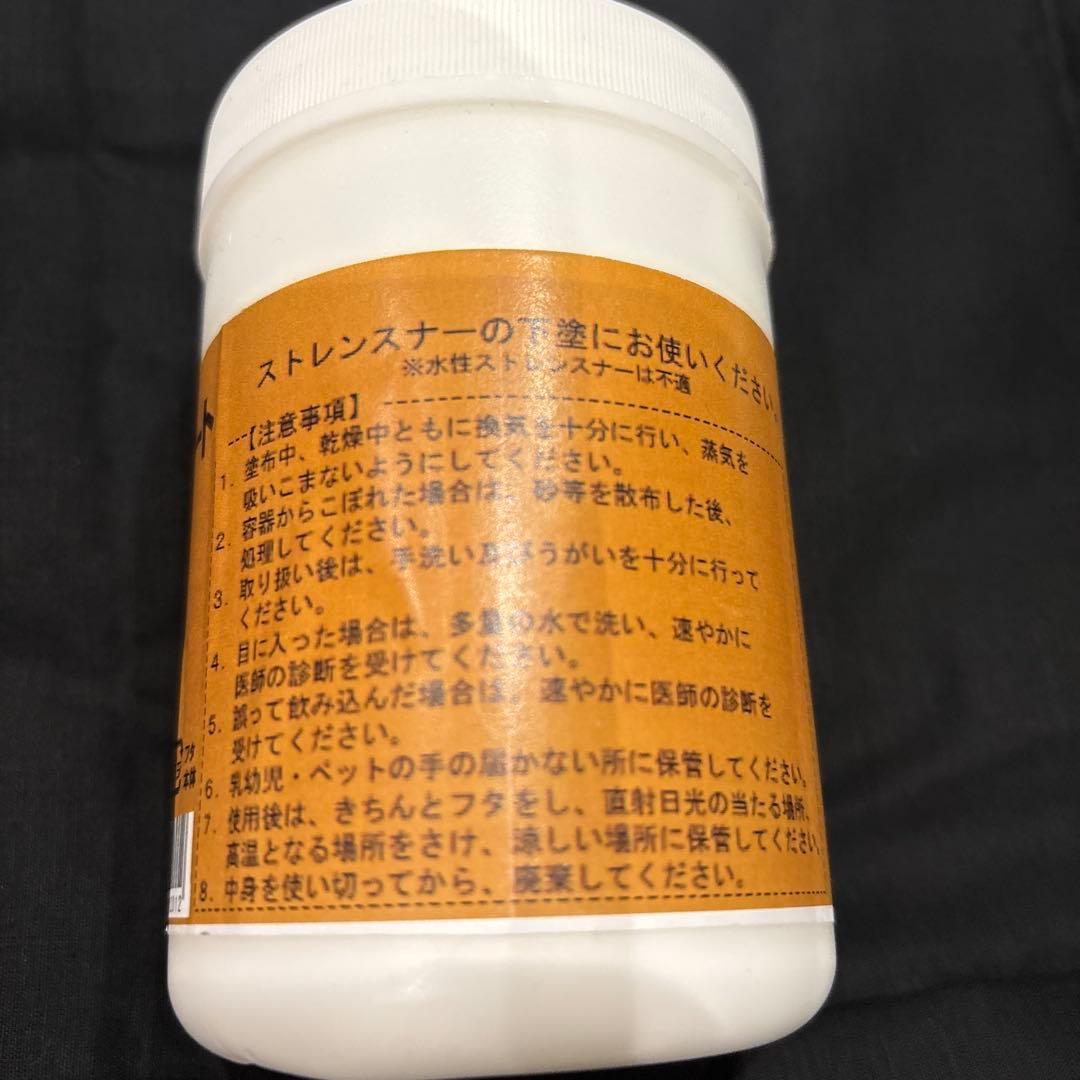 ストレンスナーの下塗にお使いください。
※水性ストレンスナーは不適
【注意事項】
1. 塗布中、乾燥中ともに換気を十分に行い、蒸気を
吸いこまないようにしてください。
2. 容器からこぼれた場合は、砂等を散布した後、
処理してください。
3. 取り扱い後は、手洗い及びうがいを十分に行って
ください。
4. 目に入った場合は、多量の水で洗い、速やかに
医師の診断を受けてください。
5. 誤って飲み込んだ場合は、速やかに医師の診断を
受けてください。
6. 乳幼児・ペットの手の届かない所に保管してください。
7. 使用後は、きちんとフタをし、直射日光の当たる場所、
高温となる場所をさけ、涼しい場所に保管してください。
8. 中身を使い切ってから、廃棄してください。
ト
フタ
本体